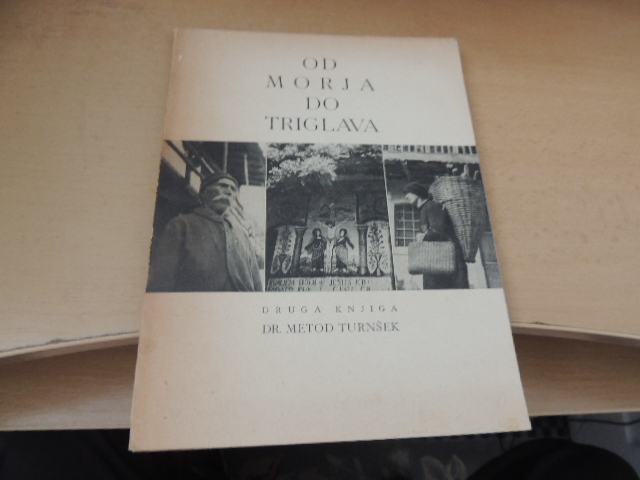 OD
MORJA
DO
TRIGLAVA
DRUGA KNJIGA
DR. METOD TURNŠEK